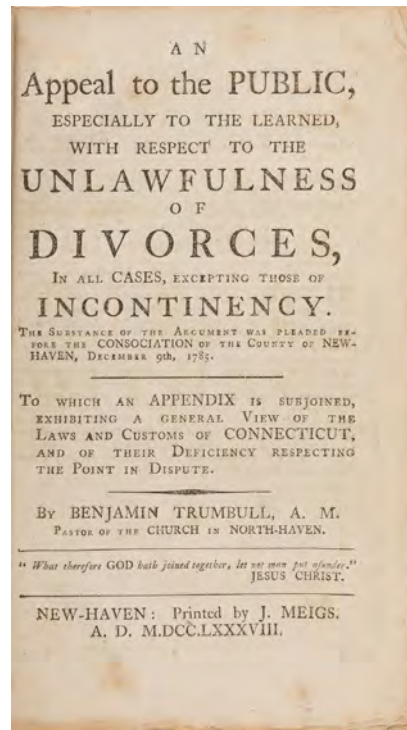 A N
Appeal to the PUBLIC,
ESPECIALLY TO THE LEARNED,
WITH RESPECT TO THE
UNLAWFULNESS
O F
DIVORCES,
IN ALL CASES, EXCEPTING THOSE OF
INCONTINENCY.
THE SUBSTANCE OF THE ARGUMENT WAS PLEADED BE-
FORE THE CONSOCIATION OF THE COUNTY OF NEW-
HAVEN, DECEMBER 9th, 1785.
TO WHICH AN APPENDIX IS SUBJOINED,
EXHIBITING A GENERAL VIEW OF THE
LAWS AND CUSTOMS OF CONNECTICUT,
AND OF THEIR DEFICIENCY RESPECTING
THE POINT IN DISPUTE.
BY BENJAMIN TRUMBULL, A. M.
PASTOR OF THE CHURCH IN NORTH-HAVEN.
" What therefore GOD hath joined together, let not man put aſunder."
JESUS CHRIST.
NEW-HAVEN: Printed by J. MEIGS.
A. D. M.DCC.LXXXVIII.